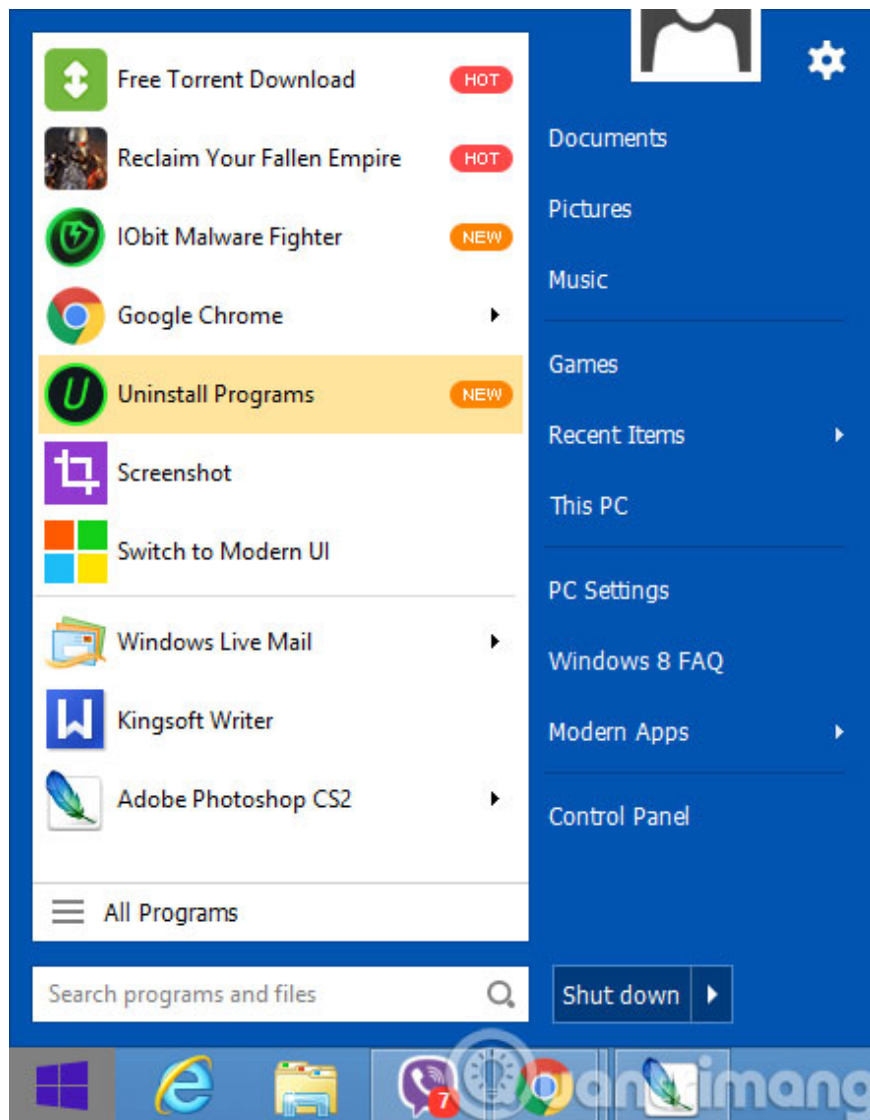 Free Torrent Download
HOT
Reclaim Your Fallen Empire
HOT
IObit Malware Fighter
NEW
Google Chrome
Uninstall Programs
NEW
Screenshot
Switch to Modern UI
Windows Live Mail
Kingsoft Writer
Adobe Photoshop CS2
All Programs
Search programs and files
Documents
Pictures
Music
Games
Recent Items
This PC
PC Settings
Windows 8 FAQ
Modern Apps
Control Panel
Shut down
7